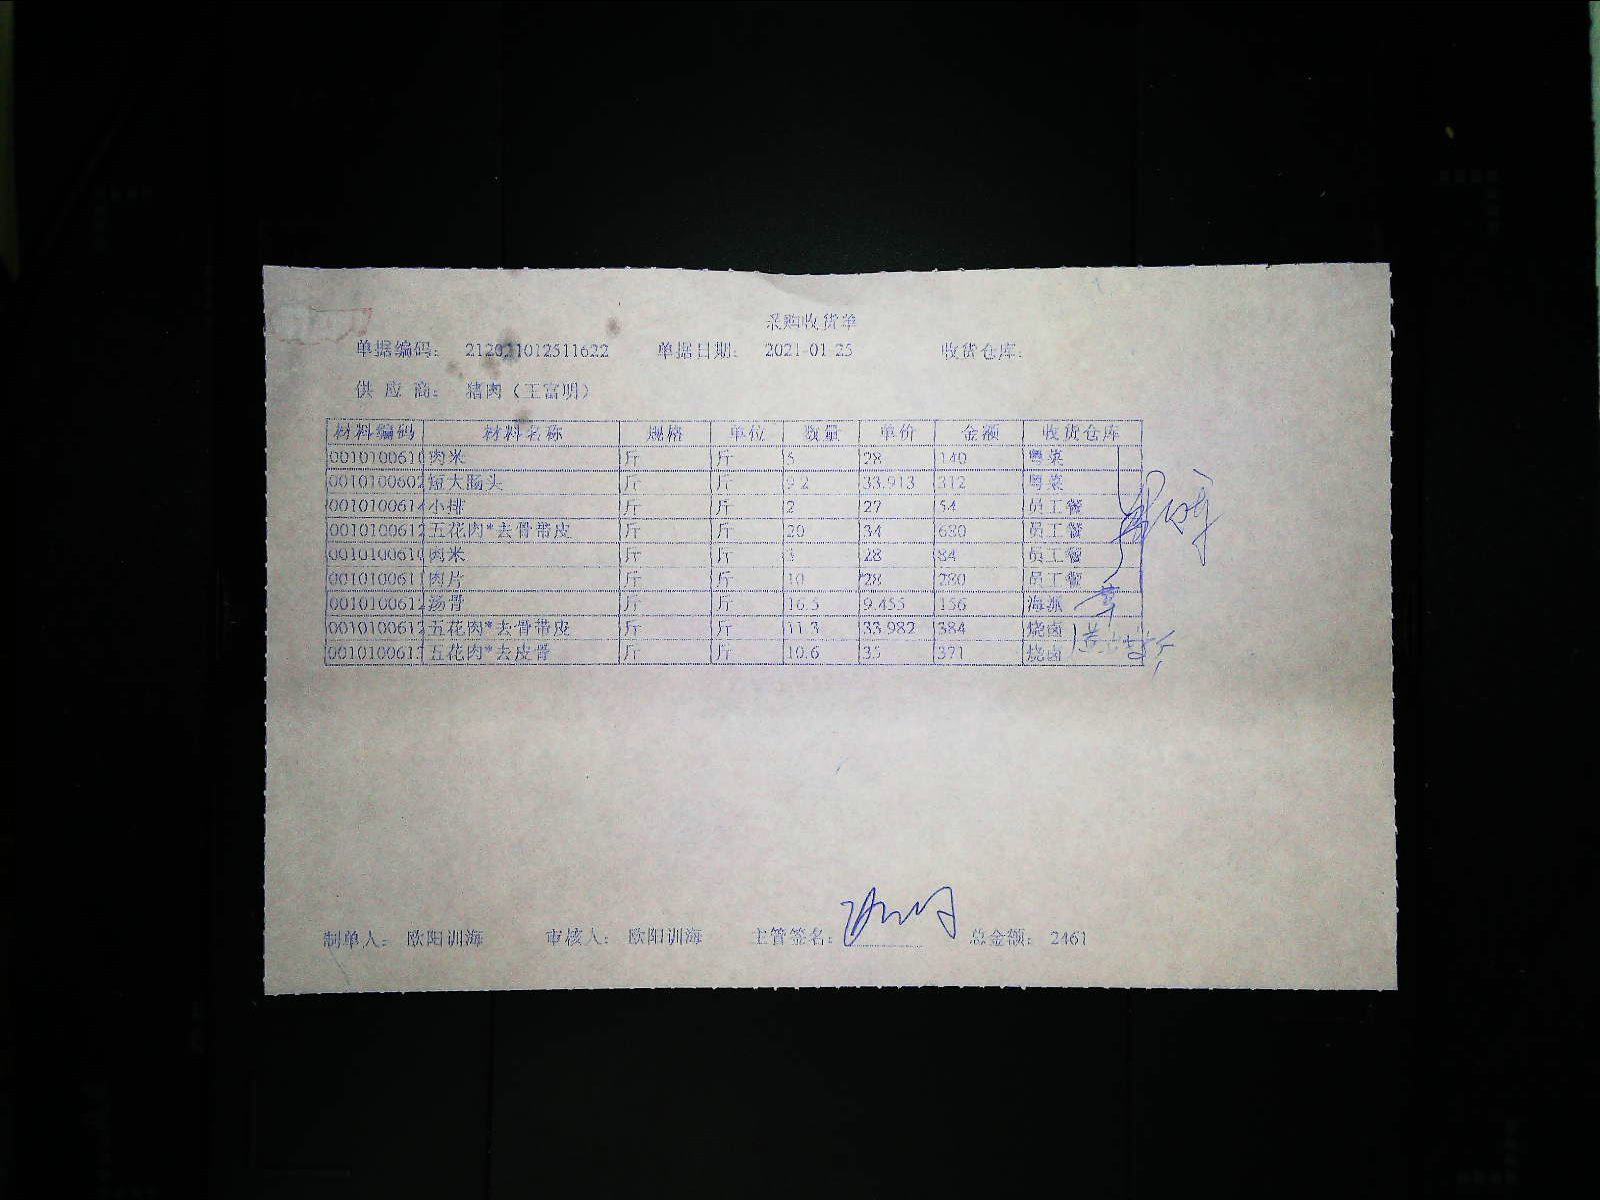 采购收货单
单据编码: 212021012511622 单据日期: 2021-01-25 收货仓库:
供 应 商: 猪肉（王富明）
材料编码 材料名称 规格 单位 数量 单价 金额 收货仓库
0010100610 肉米 斤 斤 5 28 140 粤菜
0010100602 短大肠头 斤 斤 9.2 33.913 312 粤菜
001010061 小排 斤 斤 2 27 54 员工餐
0010100612 五花肉*去骨带皮 斤 斤 20 34 680 员工餐
0010100610 肉米 斤 斤 3 28 84 员工餐
001010061 肉片 斤 斤 10 28 280 员工餐
0010100612 汤骨 斤 斤 16.5 9.455 156 海派
0010100612 五花肉*去骨带皮 斤 斤 11.3 33.982 384 烧卤
001010061 五花肉*去皮骨 斤 斤 10.6 35 371 烧卤
制单人: 欧阳训海 审核人: 欧阳训海 主管签名: 总金额: 2461